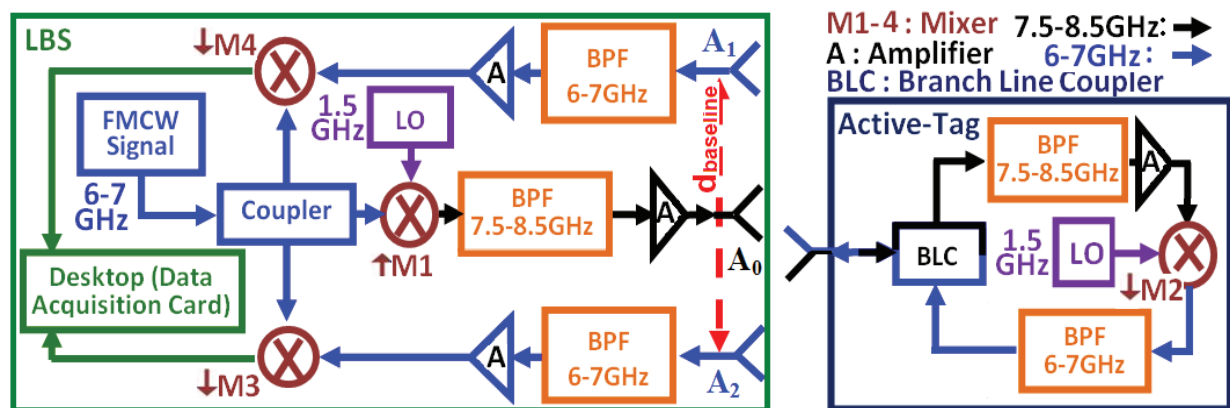 LBS
↓M4
A
BPF
6-7GHz
A1
FMCW
Signal
1.5
GHz
LO
6-7
GHz
Coupler
↑M1
BPF
7.5-8.5GHz
A
dbaseline
A0
Desktop (Data
Acquisition Card)
↓M3
A
BPF
6-7GHz
A2
M1-4 : Mixer
7.5-8.5GHz:
A : Amplifier
6-7GHz :
BLC : Branch Line Coupler
Active-Tag
BPF
7.5-8.5GHz
A
BLC
1.5
GHz
LO
↓M2
BPF
6-7GHz